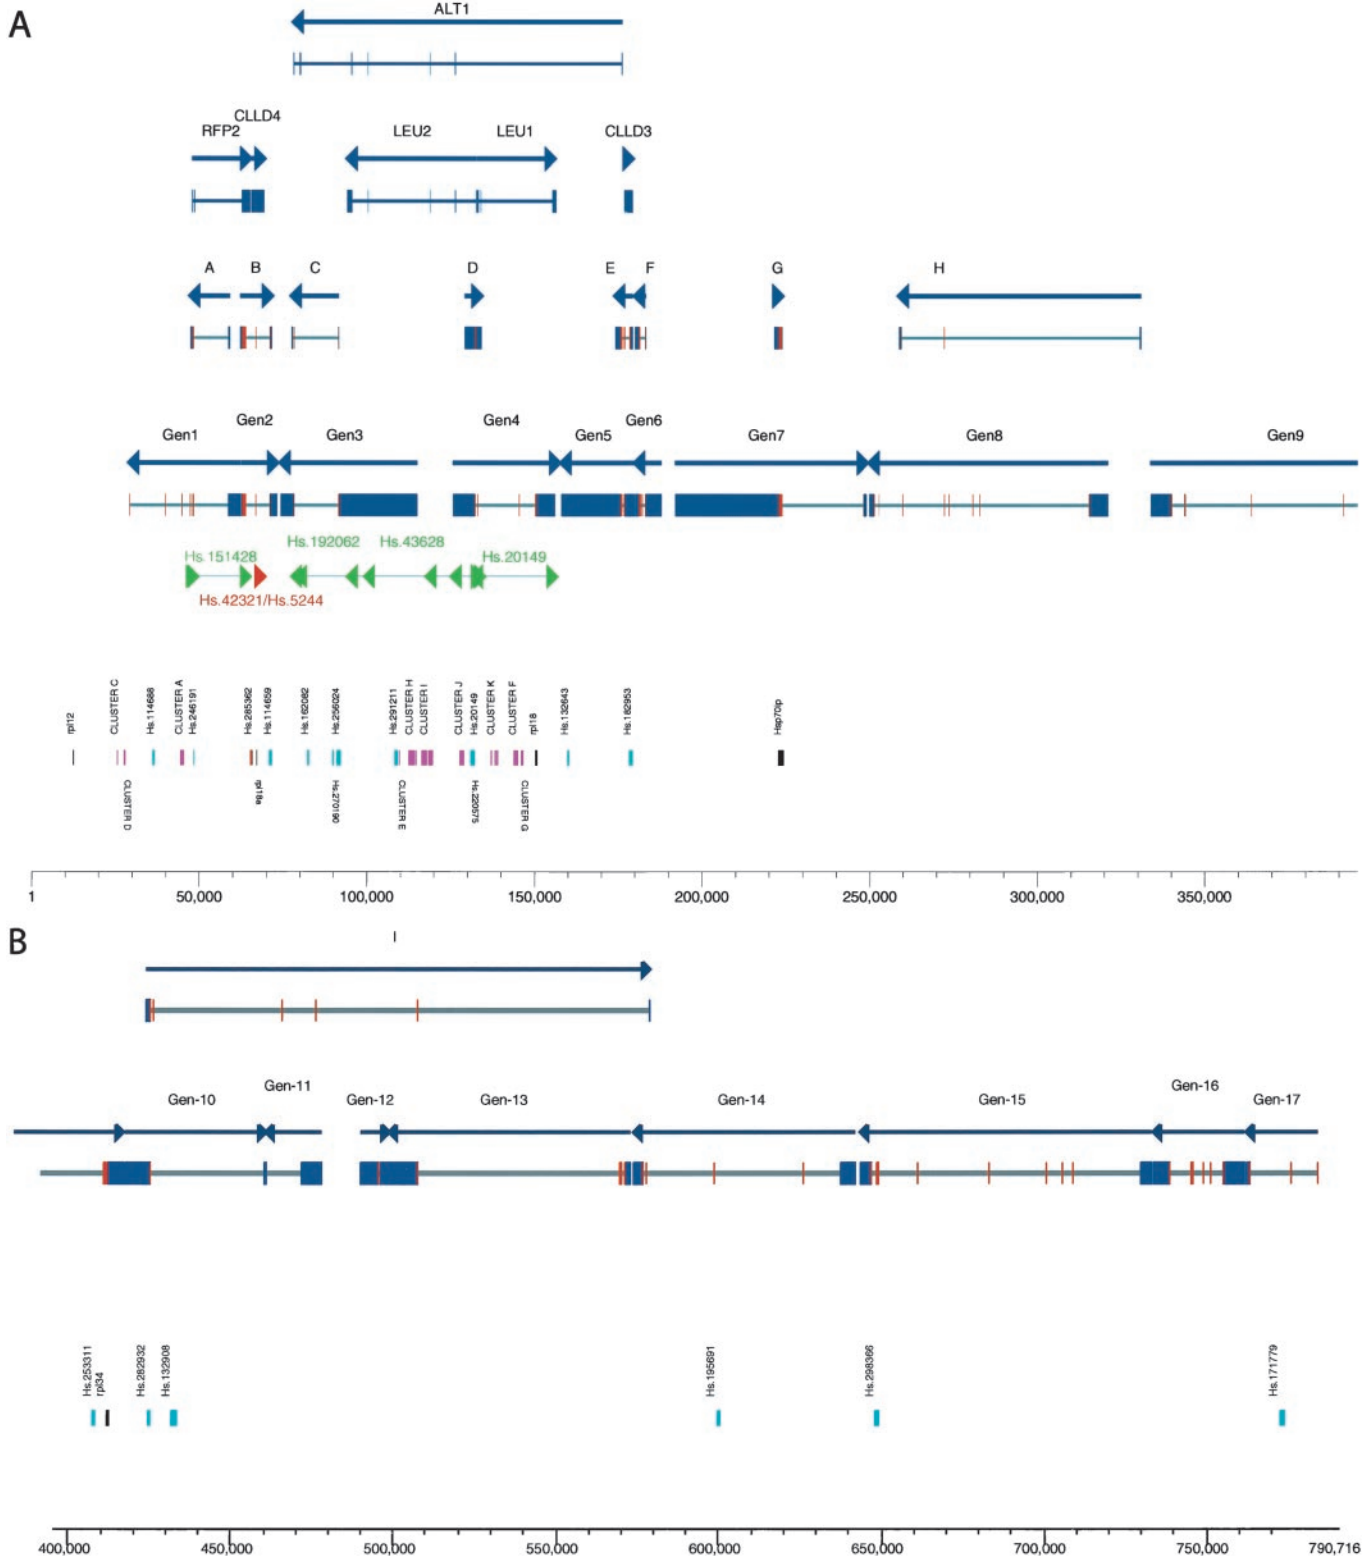 A
ALT1
CLLD4
RFP2 LEU2 LEU1 CLLD3
A B C D E F G H
Gen2 Gen4 Gen6
Gen1 Gen3 Gen5 Gen7 Gen8 Gen9
Hs.192062 Hs.43628
Hs.151428 Hs.20149
Hs.42321/Hs.5244
rpl12
CLUSTER C
Hs.114688
CLUSTER A
Hs.246191
Hs.285362
Hs.114659
Hs.162082
Hs.256024
Hs.291211
CLUSTER H
CLUSTER I
CLUSTER J
Hs.20149
CLUSTER K
CLUSTER F
rpl18
Hs.132643
Hs.182953
Hsp70ip
CLUSTER D
rpl18a
Hs.270190
CLUSTER E
Hs.220575
CLUSTER G
1 50,000 100,000 150,000 200,000 250,000 300,000 350,000
B
I
Gen-11 Gen-16
Gen-10 Gen-12 Gen-13 Gen-14 Gen-15 Gen-17
Hs.253311
rpl34
Hs.282932
Hs.132908
Hs.195691
Hs.298366
Hs.171779
400,000 450,000 500,000 550,000 600,000 650,000 700,000 750,000 790,716